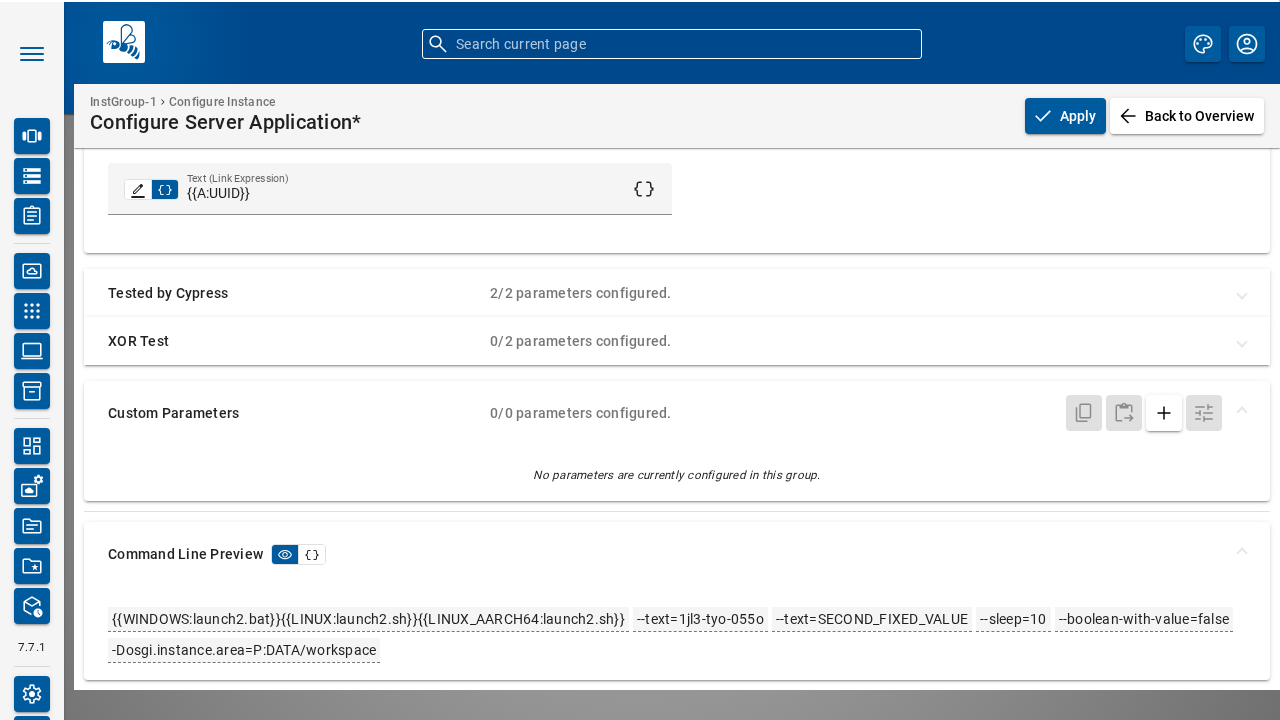 Search current page
InstGroup-1 › Configure Instance
Configure Server Application*
Apply
Back to Overview
Text (Link Expression)
{{A:UUID}}
Tested by Cypress
2/2 parameters configured.
XOR Test
0/2 parameters configured.
Custom Parameters
0/0 parameters configured.
No parameters are currently configured in this group.
Command Line Preview
{{WINDOWS:launch2.bat}}{{LINUX:launch2.sh}}{{LINUX_AARCH64:launch2.sh}} --text=1jl3-tyo-055o --text=SECOND_FIXED_VALUE --sleep=10 --boolean-with-value=false
-Dosgi.instance.area=P:DATA/workspace
7.7.1